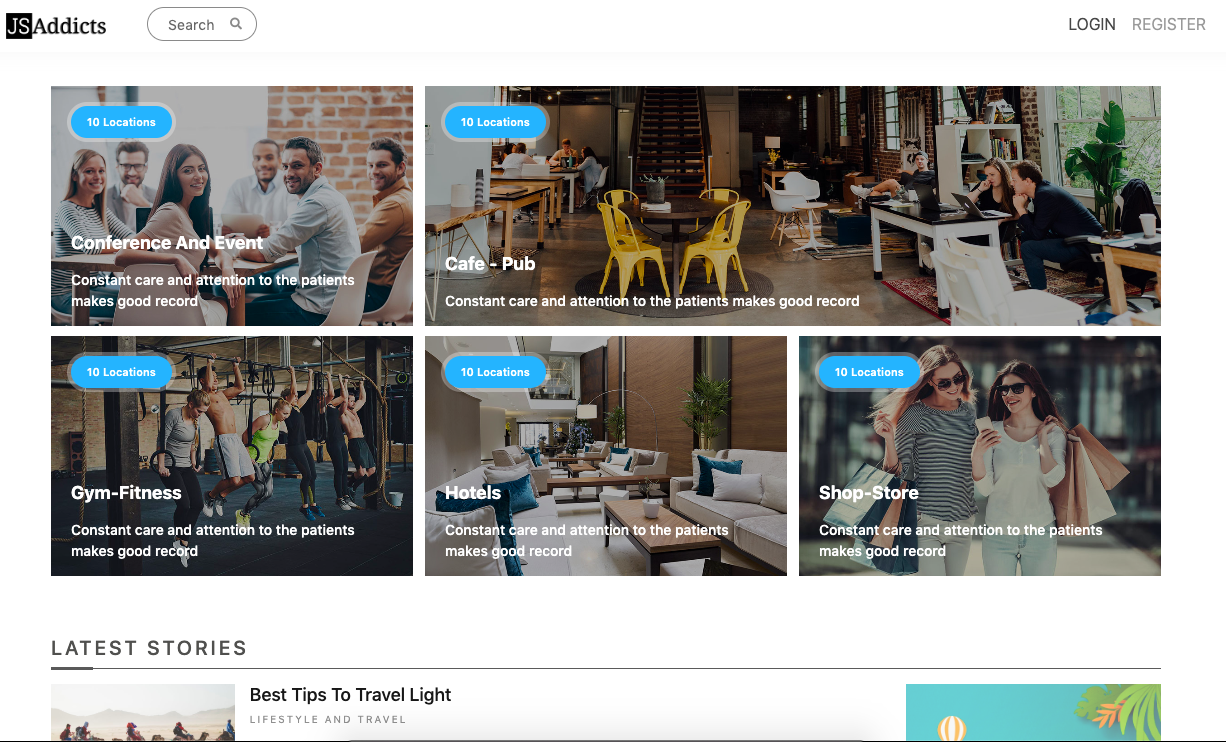 JSAddicts
Search
LOGIN REGISTER
10 Locations
Conference And Event
Constant care and attention to the patients
makes good record
10 Locations
Cafe - Pub
Constant care and attention to the patients makes good record
10 Locations
Gym-Fitness
Constant care and attention to the patients
makes good record
10 Locations
Hotels
Constant care and attention to the patients
makes good record
10 Locations
Shop-Store
Constant care and attention to the patients
makes good record
LATEST STORIES
Best Tips To Travel Light
LIFESTYLE AND TRAVEL